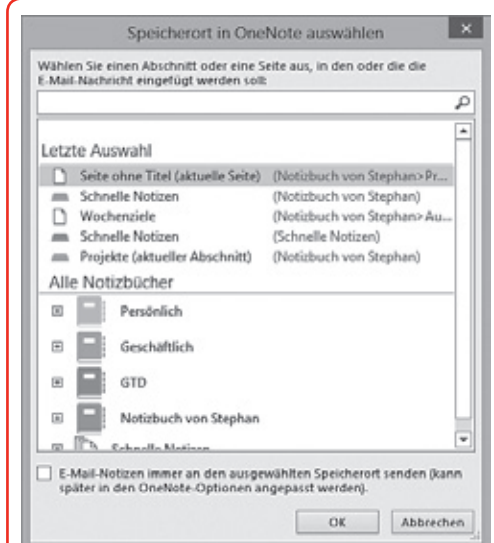 Speicherort in OneNote auswählen
Wählen Sie einen Abschnitt oder eine Seite aus, in den oder die die
E-Mail-Nachricht eingefügt werden soll:
Letzte Auswahl
Seite ohne Titel (aktuelle Seite) (Notizbuch von Stephan>Pr...
Schnelle Notizen (Notizbuch von Stephan)
Wochenziele (Notizbuch von Stephan>Au...
Schnelle Notizen (Schnelle Notizen)
Projekte (aktueller Abschnitt) (Notizbuch von Stephan)
Alle Notizbücher
Persönlich
Geschäftlich
GTD
Notizbuch von Stephan
Schnelle Notizen
E-Mail-Notizen immer an den ausgewählten Speicherort senden (kann
später in den OneNote-Optionen angepasst werden).
OK Abbrechen